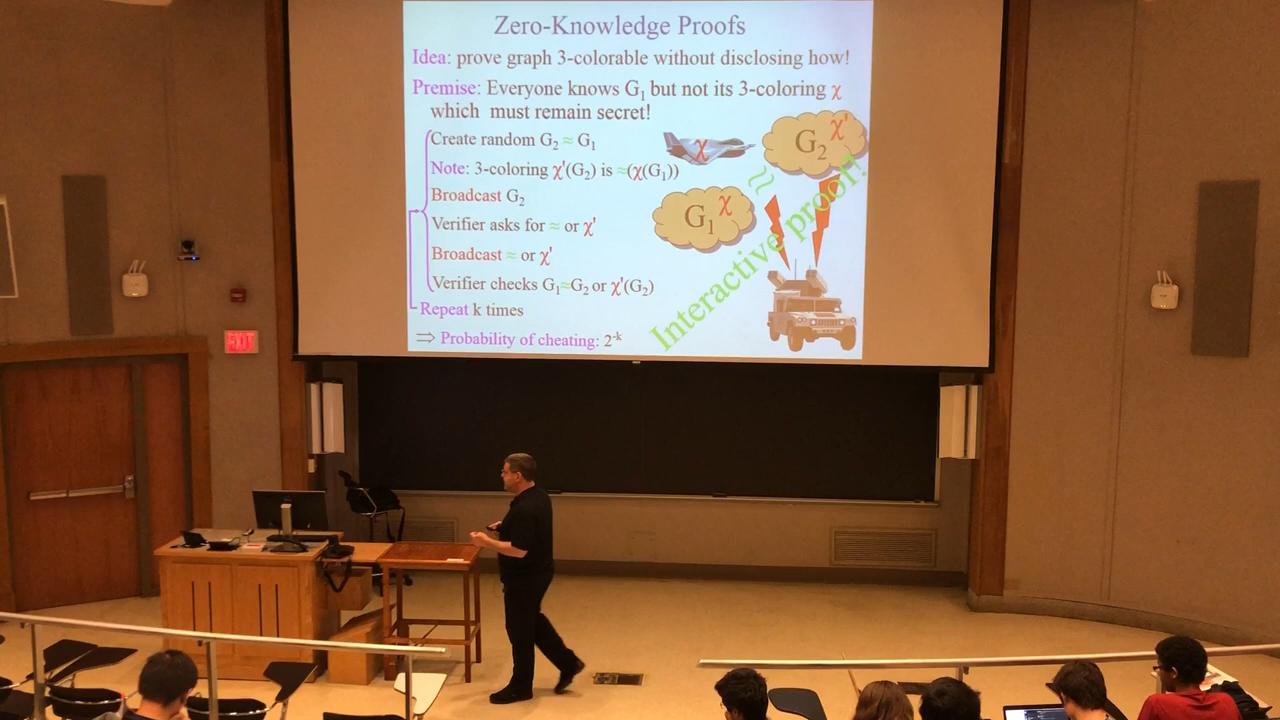 Zero-Knowledge Proofs
Idea: prove graph 3-colorable without disclosing how!
Premise: Everyone knows G₁ but not its 3-coloring χ
which must remain secret!
Create random G₂ ≈ G₁
Note: 3-coloring χ'(G₂) is ≈(χ(G₁))
Broadcast G₂
Verifier asks for ≈ or χ'
Broadcast ≈ or χ'
Verifier checks G₁≈G₂ or χ'(G₂)
Repeat k times
⇒ Probability of cheating: 2⁻ᵏ
χ
G₂ χ'
≈
G₁ χ
Interactive proof!
EXIT